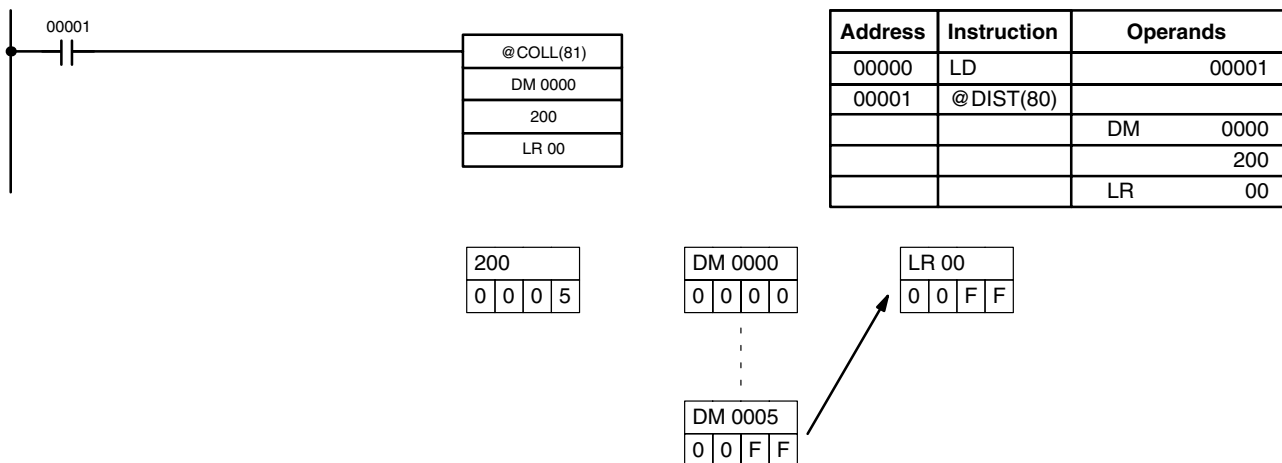 00001
@COLL(81)
DM 0000
200
LR 00
Address Instruction Operands
00000 LD 00001
00001 @DIST(80)
DM 0000
200
LR 00
200
0 0 0 5
DM 0000
0 0 0 0
LR 00
0 0 F F
DM 0005
0 0 F F